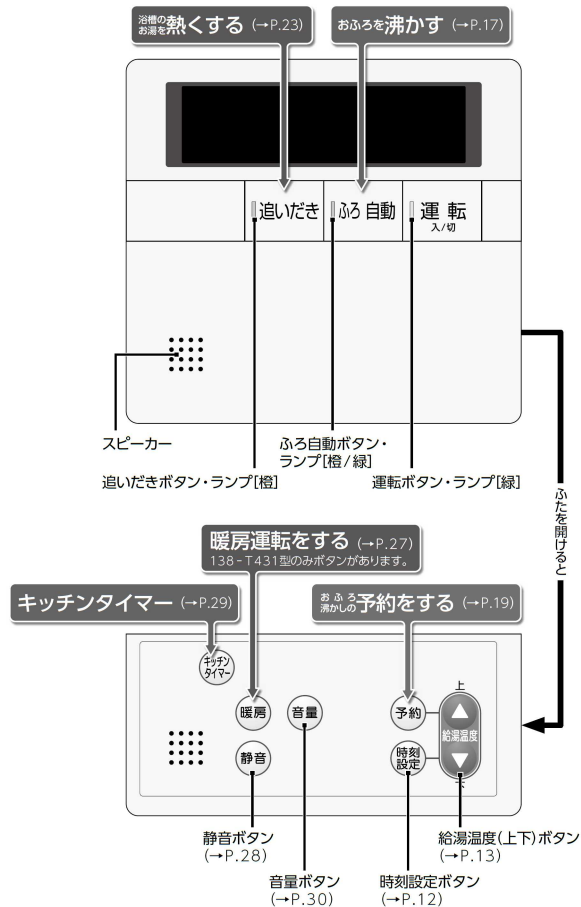 浴槽の
お湯を熱くする (→P.23)
おふろを沸かす (→P.17)
追いだき
ふろ 自動
運 転
入/切
スピーカー
ふろ自動ボタン・
ランプ[橙/緑]
追いだきボタン・ランプ[橙]
運転ボタン・ランプ[緑]
ふたを開けると
暖房運転をする (→P.27)
138-T431型のみボタンがあります。
キッチンタイマー (→P.29)
おふろ
沸かしの予約をする (→P.19)
キッチン
タイマー
暖房
音量
予約
上
給湯温度
静音
時刻
設定
下
静音ボタン
(→P.28)
給湯温度(上下)ボタン
(→P.13)
音量ボタン
(→P.30)
時刻設定ボタン
(→P.12)